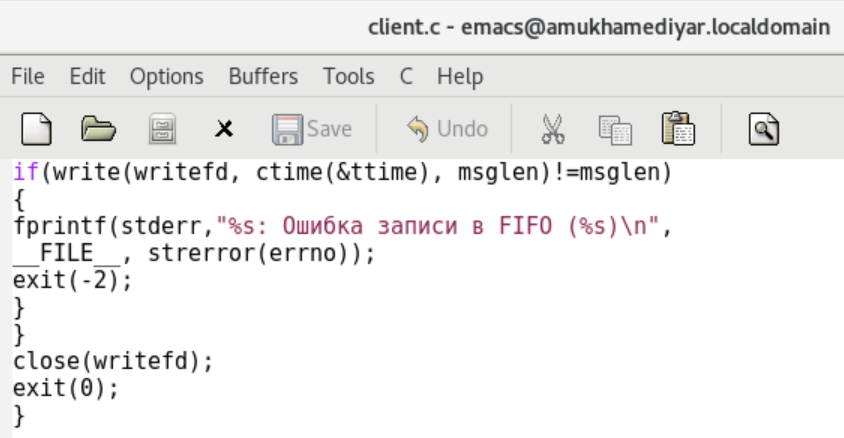 client.c - emacs@amukhamediyar.localdomain
File Edit Options Buffers Tools C Help
Save Undo
if(write(writefd, ctime(&ttime), msglen)!=msglen)
{
fprintf(stderr,"%s: Ошибка записи в FIFO (%s)\n",
__FILE__, strerror(errno));
exit(-2);
}
}
close(writefd);
exit(0);
}